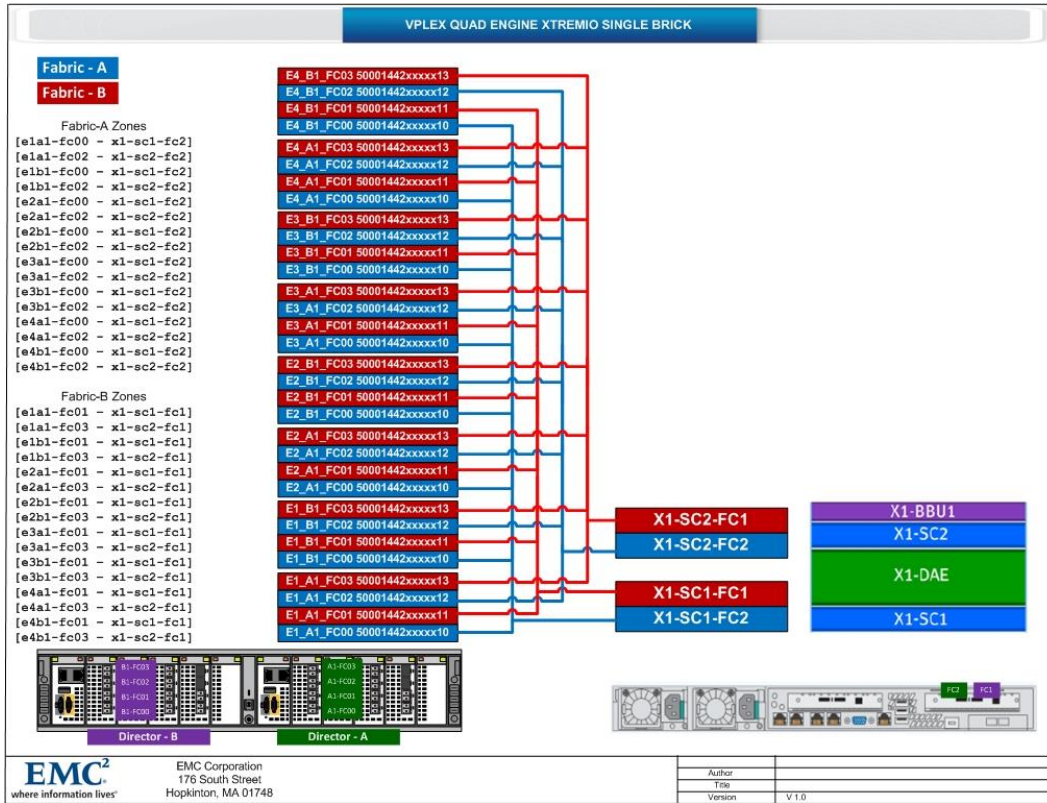 VPLEX QUAD ENGINE XTREMIO SINGLE BRICK
Fabric - A
Fabric - B
Fabric-A Zones
[e1a1-fc00 - x1-sc1-fc2]
[e1a1-fc02 - x1-sc2-fc2]
[e1b1-fc00 - x1-sc1-fc2]
[e1b1-fc02 - x1-sc2-fc2]
[e2a1-fc00 - x1-sc1-fc2]
[e2a1-fc02 - x1-sc2-fc2]
[e2b1-fc00 - x1-sc1-fc2]
[e2b1-fc02 - x1-sc2-fc2]
[e3a1-fc00 - x1-sc1-fc2]
[e3a1-fc02 - x1-sc2-fc2]
[e3b1-fc00 - x1-sc1-fc2]
[e3b1-fc02 - x1-sc2-fc2]
[e4a1-fc00 - x1-sc1-fc2]
[e4a1-fc02 - x1-sc2-fc2]
[e4b1-fc00 - x1-sc1-fc2]
[e4b1-fc02 - x1-sc2-fc2]
Fabric-B Zones
[e1a1-fc01 - x1-sc1-fc1]
[e1a1-fc03 - x1-sc2-fc1]
[e1b1-fc01 - x1-sc1-fc1]
[e1b1-fc03 - x1-sc2-fc1]
[e2a1-fc01 - x1-sc1-fc1]
[e2a1-fc03 - x1-sc2-fc1]
[e2b1-fc01 - x1-sc1-fc1]
[e2b1-fc03 - x1-sc2-fc1]
[e3a1-fc01 - x1-sc1-fc1]
[e3a1-fc03 - x1-sc2-fc1]
[e3b1-fc01 - x1-sc1-fc1]
[e3b1-fc03 - x1-sc2-fc1]
[e4a1-fc01 - x1-sc1-fc1]
[e4a1-fc03 - x1-sc2-fc1]
[e4b1-fc01 - x1-sc1-fc1]
[e4b1-fc03 - x1-sc2-fc1]
E4_B1_FC03 50001442xxxxx13
E4_B1_FC02 50001442xxxxx12
E4_B1_FC01 50001442xxxxx11
E4_B1_FC00 50001442xxxxx10
E4_A1_FC03 50001442xxxxx13
E4_A1_FC02 50001442xxxxx12
E4_A1_FC01 50001442xxxxx11
E4_A1_FC00 50001442xxxxx10
E3_B1_FC03 50001442xxxxx13
E3_B1_FC02 50001442xxxxx12
E3_B1_FC01 50001442xxxxx11
E3_B1_FC00 50001442xxxxx10
E3_A1_FC03 50001442xxxxx13
E3_A1_FC02 50001442xxxxx12
E3_A1_FC01 50001442xxxxx11
E3_A1_FC00 50001442xxxxx10
E2_B1_FC03 50001442xxxxx13
E2_B1_FC02 50001442xxxxx12
E2_B1_FC01 50001442xxxxx11
E2_B1_FC00 50001442xxxxx10
E2_A1_FC03 50001442xxxxx13
E2_A1_FC02 50001442xxxxx12
E2_A1_FC01 50001442xxxxx11
E2_A1_FC00 50001442xxxxx10
E1_B1_FC03 50001442xxxxx13
E1_B1_FC02 50001442xxxxx12
E1_B1_FC01 50001442xxxxx11
E1_B1_FC00 50001442xxxxx10
E1_A1_FC03 50001442xxxxx13
E1_A1_FC02 50001442xxxxx12
E1_A1_FC01 50001442xxxxx11
E1_A1_FC00 50001442xxxxx10
X1-SC2-FC1
X1-SC2-FC2
X1-SC1-FC1
X1-SC1-FC2
X1-BBU1
X1-SC2
X1-DAE
X1-SC1
B1-FC03
B1-FC02
B1-FC01
B1-FC00
A1-FC03
A1-FC02
A1-FC01
A1-FC00
Director - B
Director - A
FC2
FC1
EMC²
where information lives®
EMC Corporation
176 South Street
Hopkinton, MA 01748
Author
Title
Version V 1.0